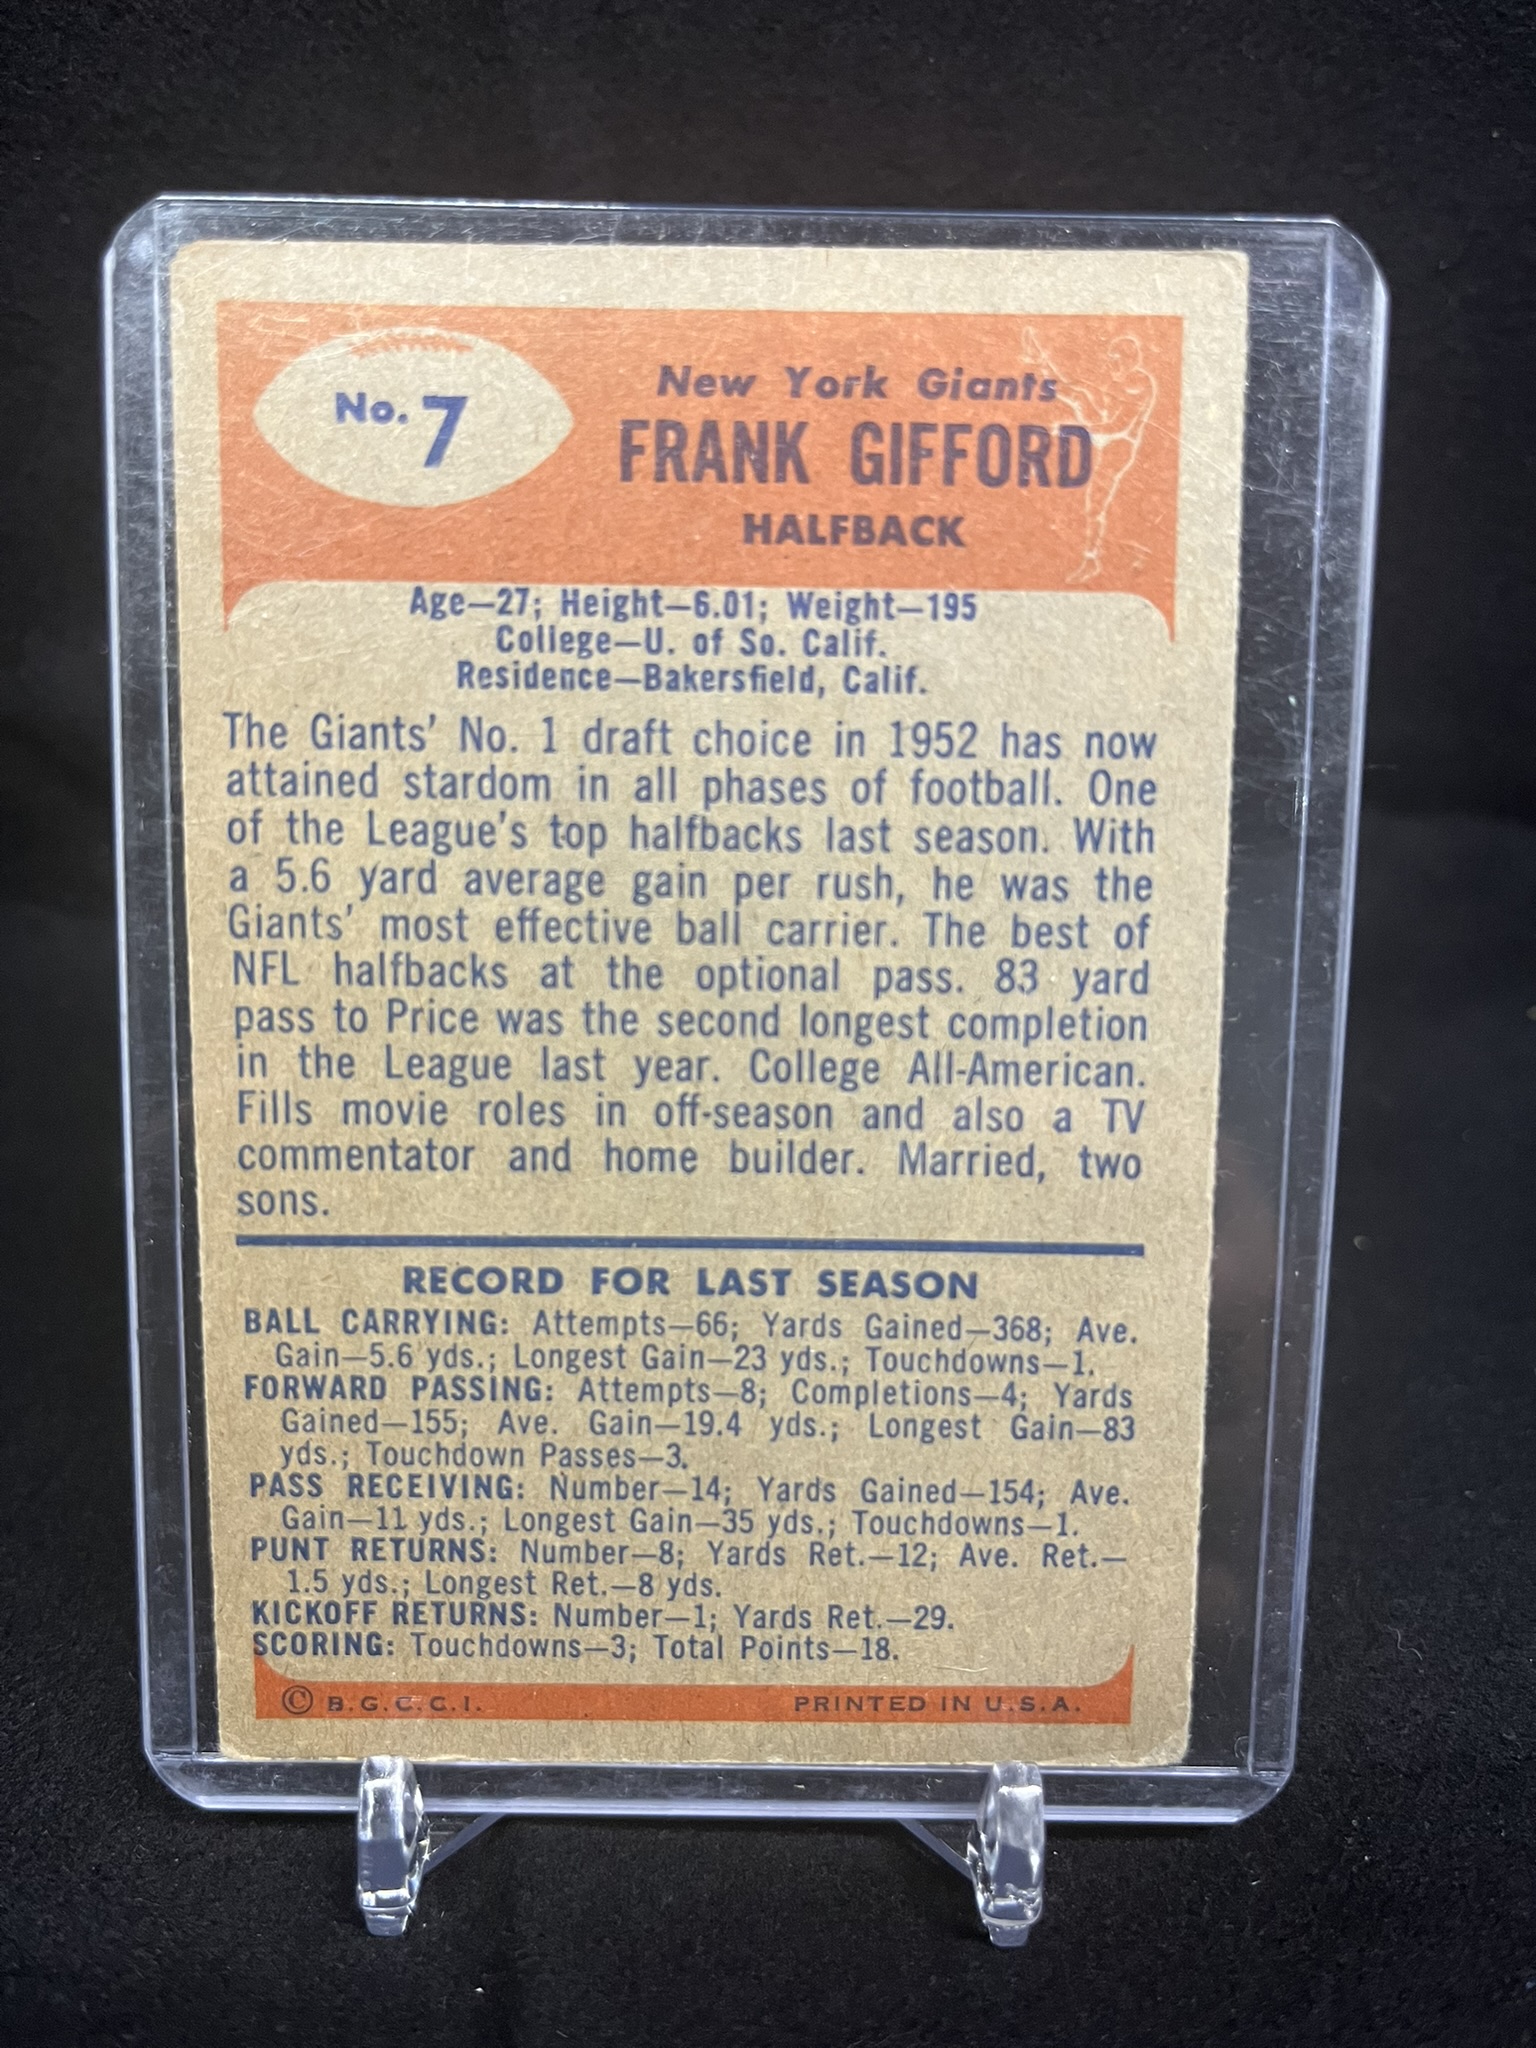 No. 7
New York Giants
FRANK GIFFORD
HALFBACK
Age—27; Height—6.01; Weight—195
College—U. of So. Calif.
Residence—Bakersfield, Calif.
The Giants' No. 1 draft choice in 1952 has now
attained stardom in all phases of football. One
of the League's top halfbacks last season. With
a 5.6 yard average gain per rush, he was the
Giants' most effective ball carrier. The best of
NFL halfbacks at the optional pass. 83 yard
pass to Price was the second longest completion
in the League last year. College All-American.
Fills movie roles in off-season and also a TV
commentator and home builder. Married, two
sons.
RECORD FOR LAST SEASON
BALL CARRYING: Attempts—66; Yards Gained—368; Ave.
Gain—5.6 yds.; Longest Gain—23 yds.; Touchdowns—1.
FORWARD PASSING: Attempts—8; Completions—4; Yards
Gained—155; Ave. Gain—19.4 yds.; Longest Gain—83
yds.; Touchdown Passes—3.
PASS RECEIVING: Number—14; Yards Gained—154; Ave.
Gain—11 yds.; Longest Gain—35 yds.; Touchdowns—1.
PUNT RETURNS: Number—8; Yards Ret.—12; Ave. Ret.—
1.5 yds.; Longest Ret.—8 yds.
KICKOFF RETURNS: Number—1; Yards Ret.—29.
SCORING: Touchdowns—3; Total Points—18.
© B.G.C.C.I. PRINTED IN U.S.A.